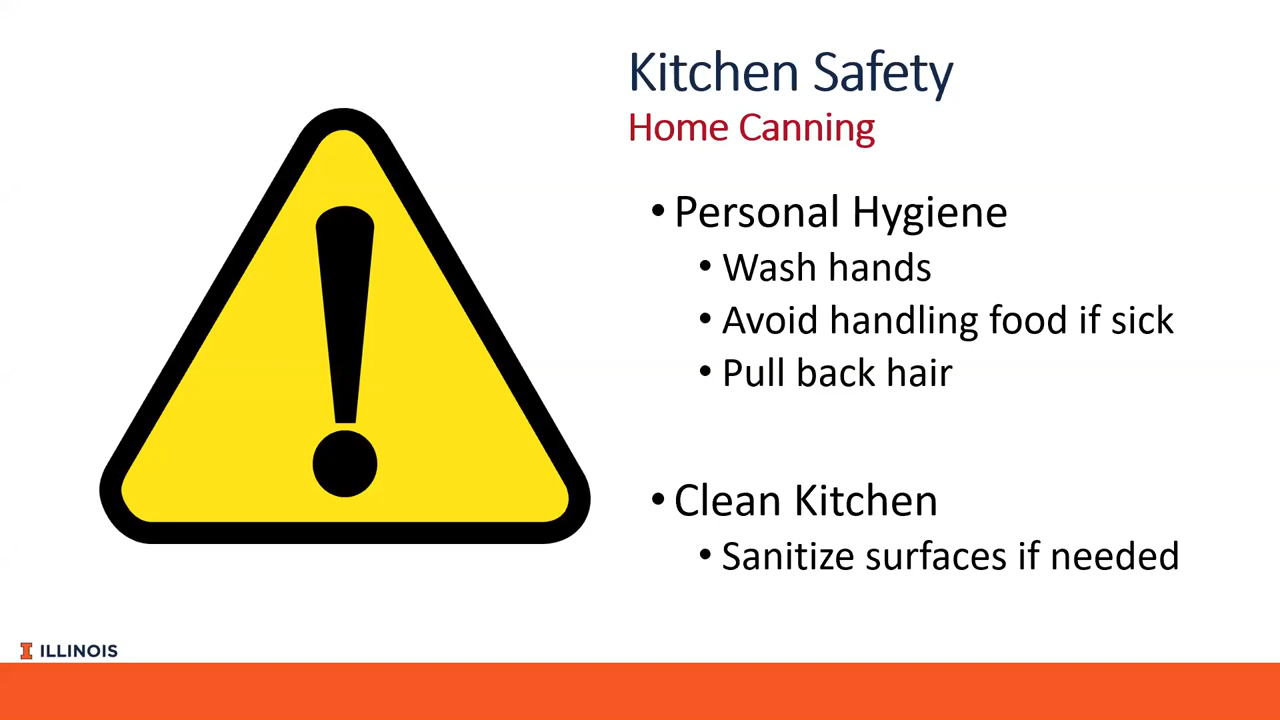 Kitchen Safety
Home Canning
• Personal Hygiene
• Wash hands
• Avoid handling food if sick
• Pull back hair
• Clean Kitchen
• Sanitize surfaces if needed
I ILLINOIS